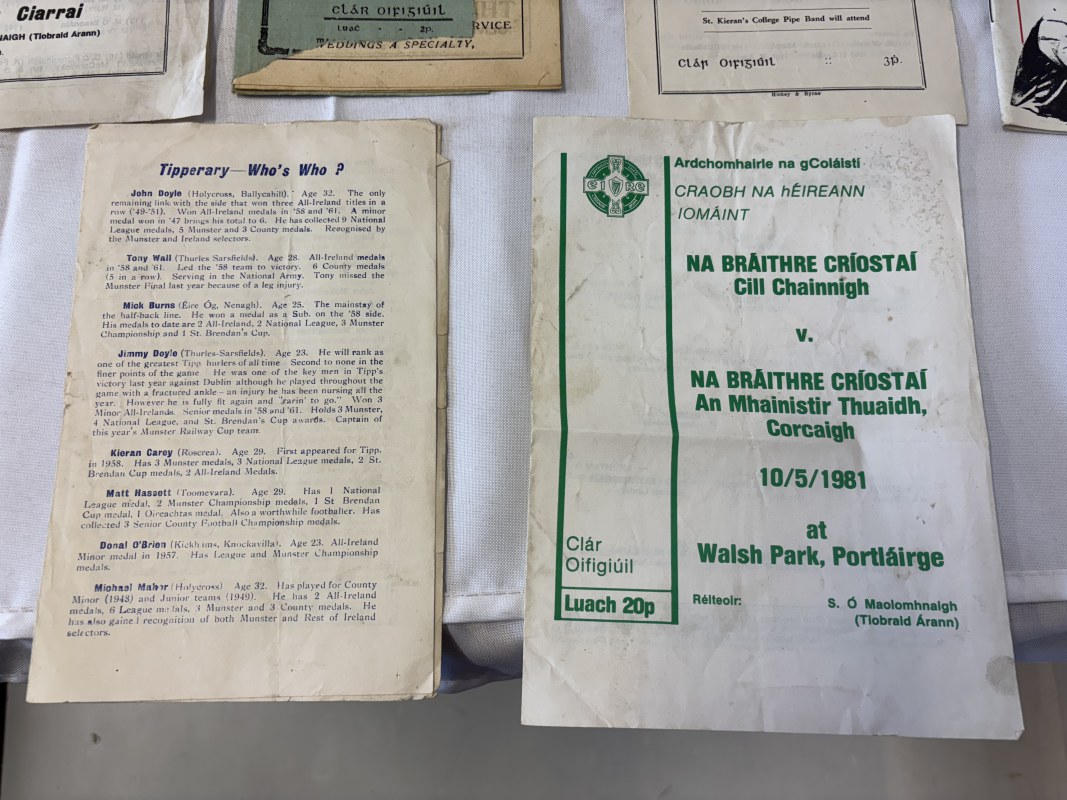 Ciarrai
NAIGH (Tiobraid Árann)
Clár Oifigiúil
Luac - - 2p.
RVICE
WEDDINGS A SPECIALTY,
St. Kieran's College Pipe Band will attend
Clár Oifigiúil :: 3p.
Hickey & Byrne
Tipperary—Who's Who ?
John Doyle (Holycross, Ballycahill). Age 32. The only
remaining link with the side that won three All-Ireland titles in a
row ('49-'51). Won All-Ireland medals in '58 and '61. A minor
medal won in '47 brings his total to 6. He has collected 9 National
League medals, 5 Munster and 3 County medals. Recognised by
the Munster and Ireland selectors.
Tony Wall (Thurles Sarsfields). Age 28. All-Ireland medals
in '58 and '61. Led the '58 team to victory. 6 County medals
(5 in a row). Serving in the National Army. Tony missed the
Munster Final last year because of a leg injury.
Mick Burns (Éire Óg, Nenagh). Age 25. The mainstay of
the half-back line. He won a medal as a Sub. on the '58 side.
His medals to date are 2 All-Ireland, 2 National League, 3 Munster
Championship and 1 St. Brendan's Cup.
Jimmy Doyle (Thurles-Sarsfields). Age 23. He will rank as
one of the greatest Tipp. hurlers of all time Second to none in the
finer points of the game He was one of the key men in Tipp's
victory last year against Dublin although he played throughout the
game with a fractured ankle—an injury he has been nursing all the
year. However he is fully fit again and "rarin' to go." Won 3
Minor All-Irelands. Senior medals in '58 and '61. Holds 3 Munster,
4 National League, and St. Brendan's Cup awards. Captain of
this year's Munster Railway Cup team.
Kieran Carey (Roscrea). Age 29. First appeared for Tipp.
in 1958. Has 3 Munster medals, 3 National League medals, 2 St.
Brendan Cup medals, 2 All-Ireland Medals.
Matt Hassett (Toomevara). Age 29. Has 1 National
League medal, 2 Munster Championship medals, 1 St Brendan
Cup medal, 1 Oireachtas medal. Also a worthwhile footballer. Has
collected 3 Senior County Football Championship medals.
Donal O'Brien (Kickhams, Knockavilla). Age 23. All-Ireland
Minor medal in 1957. Has League and Munster Championship
medals.
Michael Maher (Holycross) Age 32. Has played for County
Minor (1948) and Junior teams (1949). He has 2 All-Ireland
medals, 6 League medals, 3 Munster and 3 County medals. He
has also gained recognition of both Munster and Rest of Ireland
selectors.
éire
Ardchomhairle na gColáistí
CRAOBH NA hÉIREANN
IOMÁINT
NA BRÁITHRE CRÍOSTAÍ
Cill Chainnigh
v.
NA BRÁITHRE CRÍOSTAÍ
An Mhainistir Thuaidh,
Corcaigh
10/5/1981
at
Walsh Park, Portláirge
Clár
Oifigiúil
Luach 20p
Réiteoir:
S. Ó Maolomhnaigh
(Tiobraid Árann)